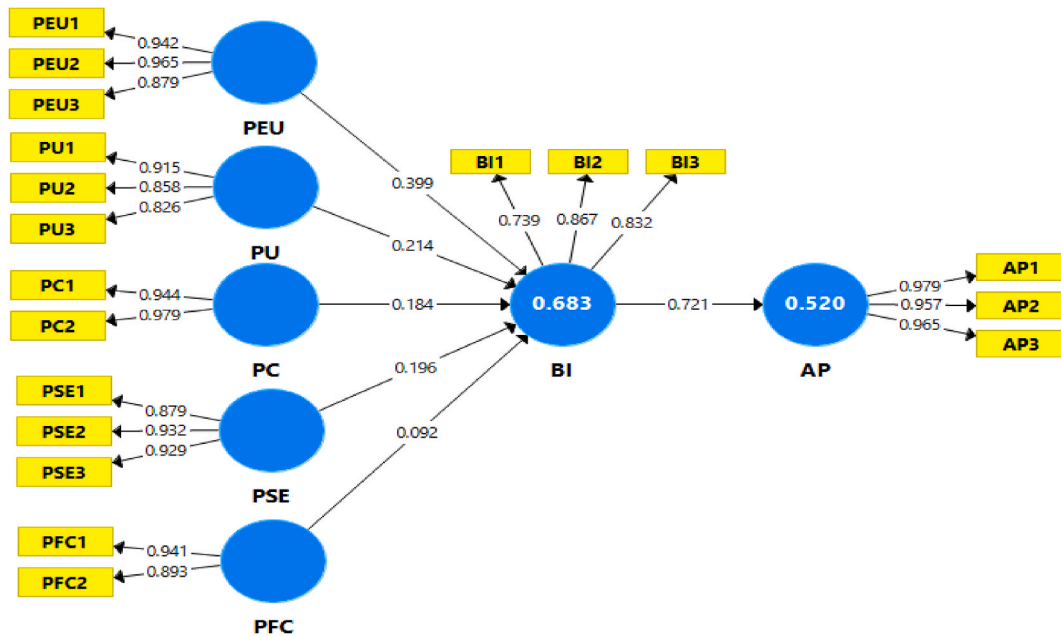 PEU1
0.942
PEU2
0.965
PEU3
0.879
PEU
PU1
0.915
PU2
0.858
PU3
0.826
PU
PC1
0.944
PC2
0.979
PC
PSE1
0.879
PSE2
0.932
PSE3
0.929
PSE
PFC1
0.941
PFC2
0.893
PFC
0.399
0.214
0.184
0.196
0.092
BI1
BI2
BI3
0.739
0.867
0.832
0.683
BI
0.721
0.520
AP
0.979
AP1
0.957
AP2
0.965
AP3